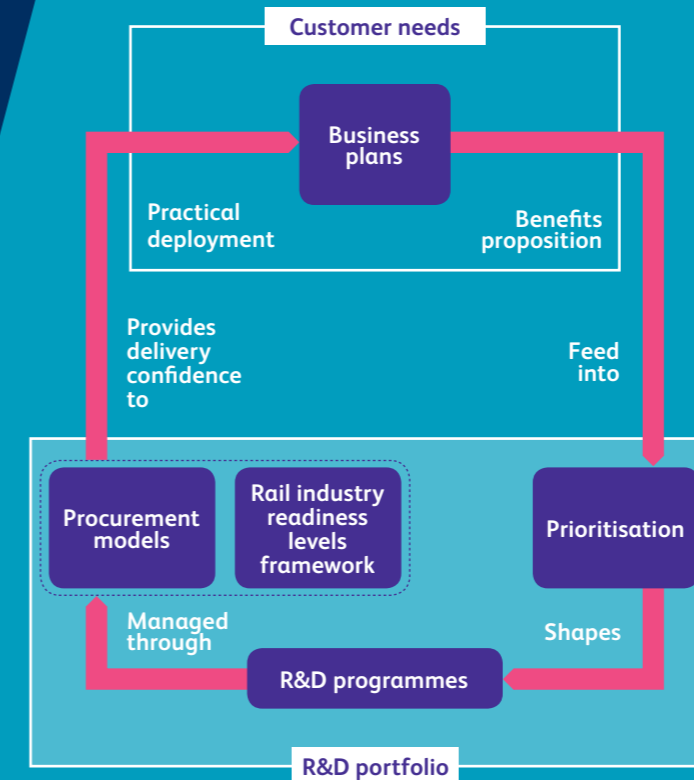 Customer needs
Business
plans
Practical
deployment
Benefits
proposition
Provides
delivery
confidence
to
Feed
into
Procurement
models
Rail industry
readiness
levels
framework
Prioritisation
Managed
through
Shapes
R&D programmes
R&D portfolio